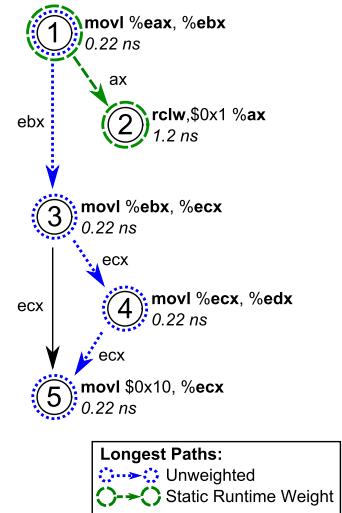 1 movl %eax, %ebx
0.22 ns
ax
2 rclw,$0x1 %ax
1.2 ns
ebx
3 movl %ebx, %ecx
0.22 ns
ecx
4 movl %ecx, %edx
0.22 ns
ecx
ecx
5 movl $0x10, %ecx
0.22 ns
Longest Paths:
Unweighted
Static Runtime Weight